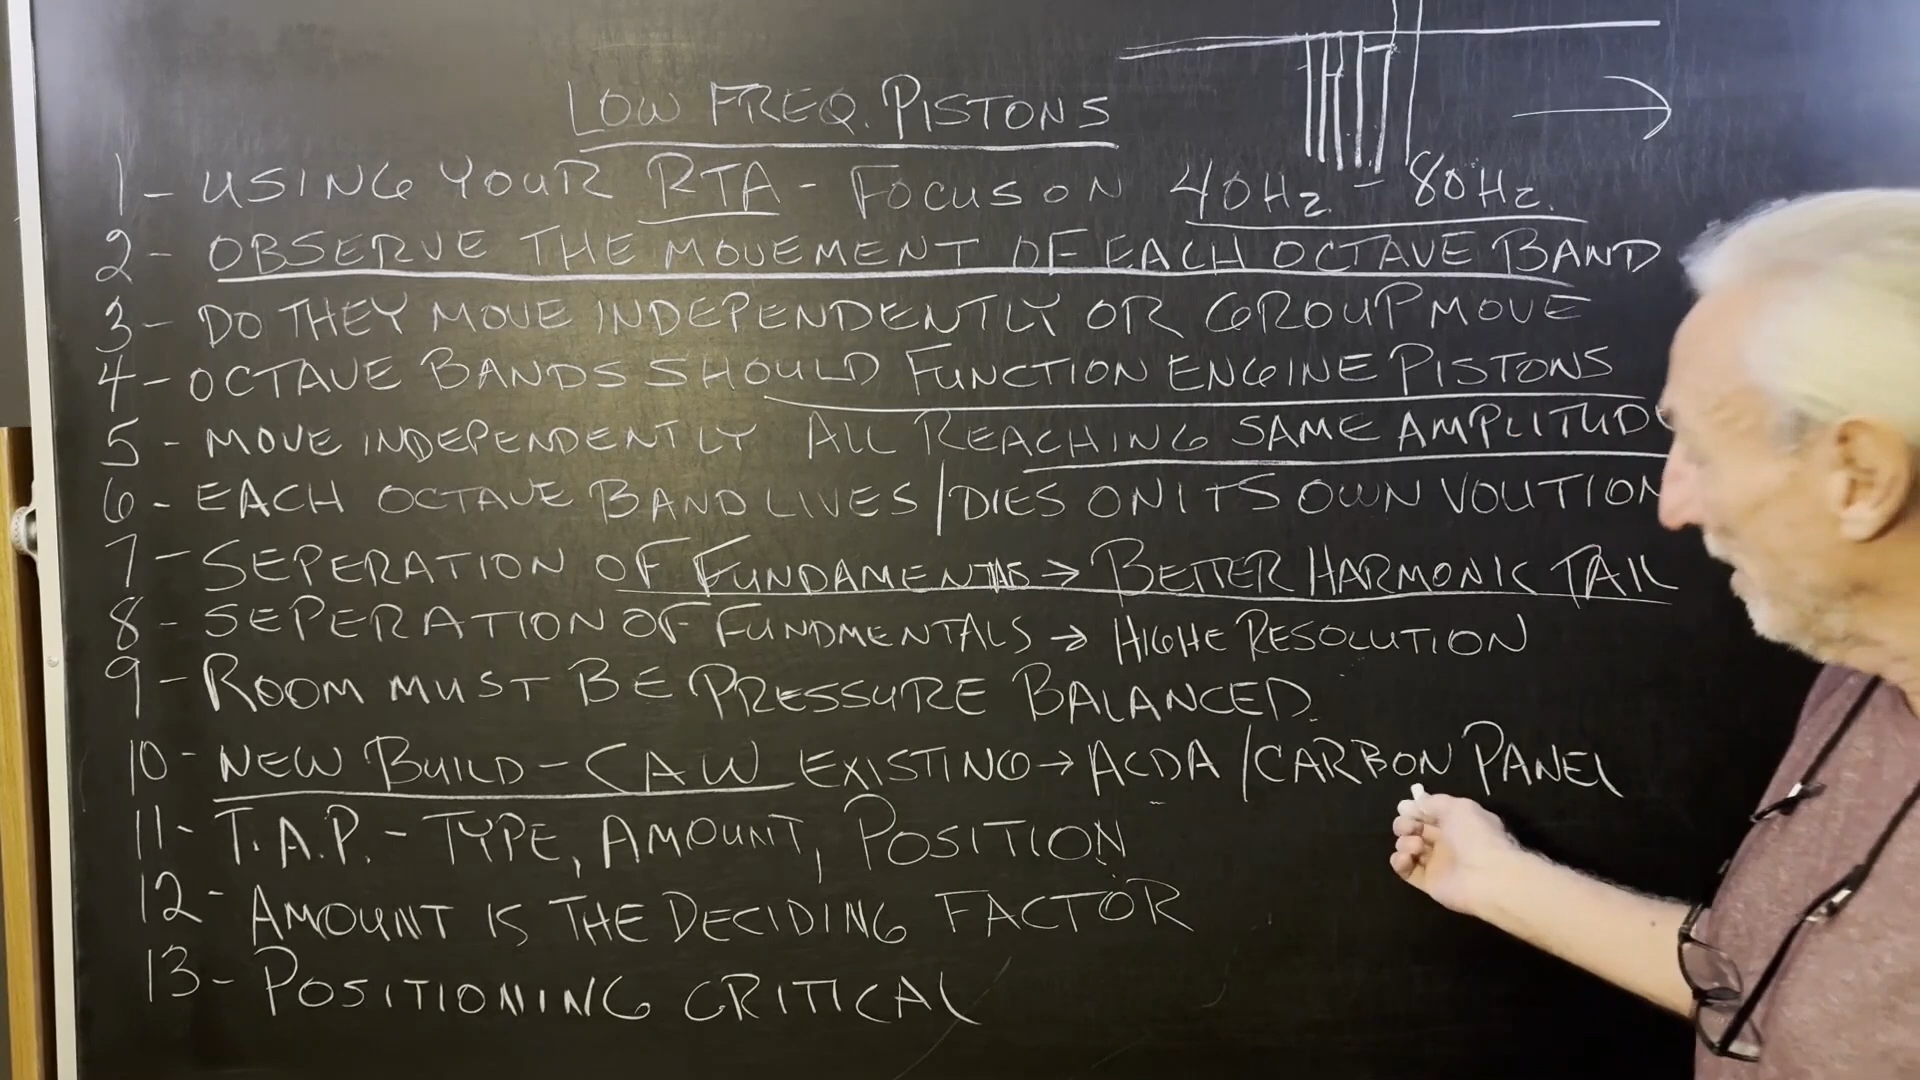 LOW FREQ. PISTONS
1- USING YOUR RTA - FOCUS ON 40Hz. - 80Hz.
2- OBSERVE THE MOVEMENT OF EACH OCTAVE BAND
3- DO THEY MOVE INDEPENDENTLY OR GROUP MOVE
4- OCTAVE BANDS SHOULD FUNCTION ENGINE PISTONS
5- MOVE INDEPENDENTLY ALL REACHING SAME AMPLITUD
6- EACH OCTAVE BAND LIVES/DIES ON ITS OWN VOLITION
7- SEPERATION OF FUNDAMENTALS → BETTER HARMONIC TAIL
8- SEPERATION OF FUNDMENTALS → HIGHE RESOLUTION
9- ROOM MUST BE PRESSURE BALANCED.
10- NEW BUILD - CAW EXISTING → ACDA / CARBON PANEL
11- T.A.P. - TYPE, AMOUNT, POSITION
12- AMOUNT IS THE DECIDING FACTOR
13- POSITIONING CRITICAL